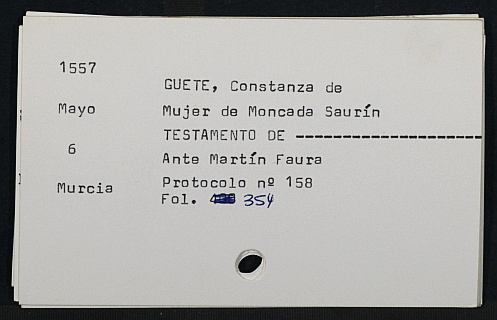 1557
GUETE, Constanza de
Mayo
Mujer de Moncada Saurín
TESTAMENTO DE --------------------
6
Ante Martín Faura
Murcia
Protocolo nº 158
Fol. 354